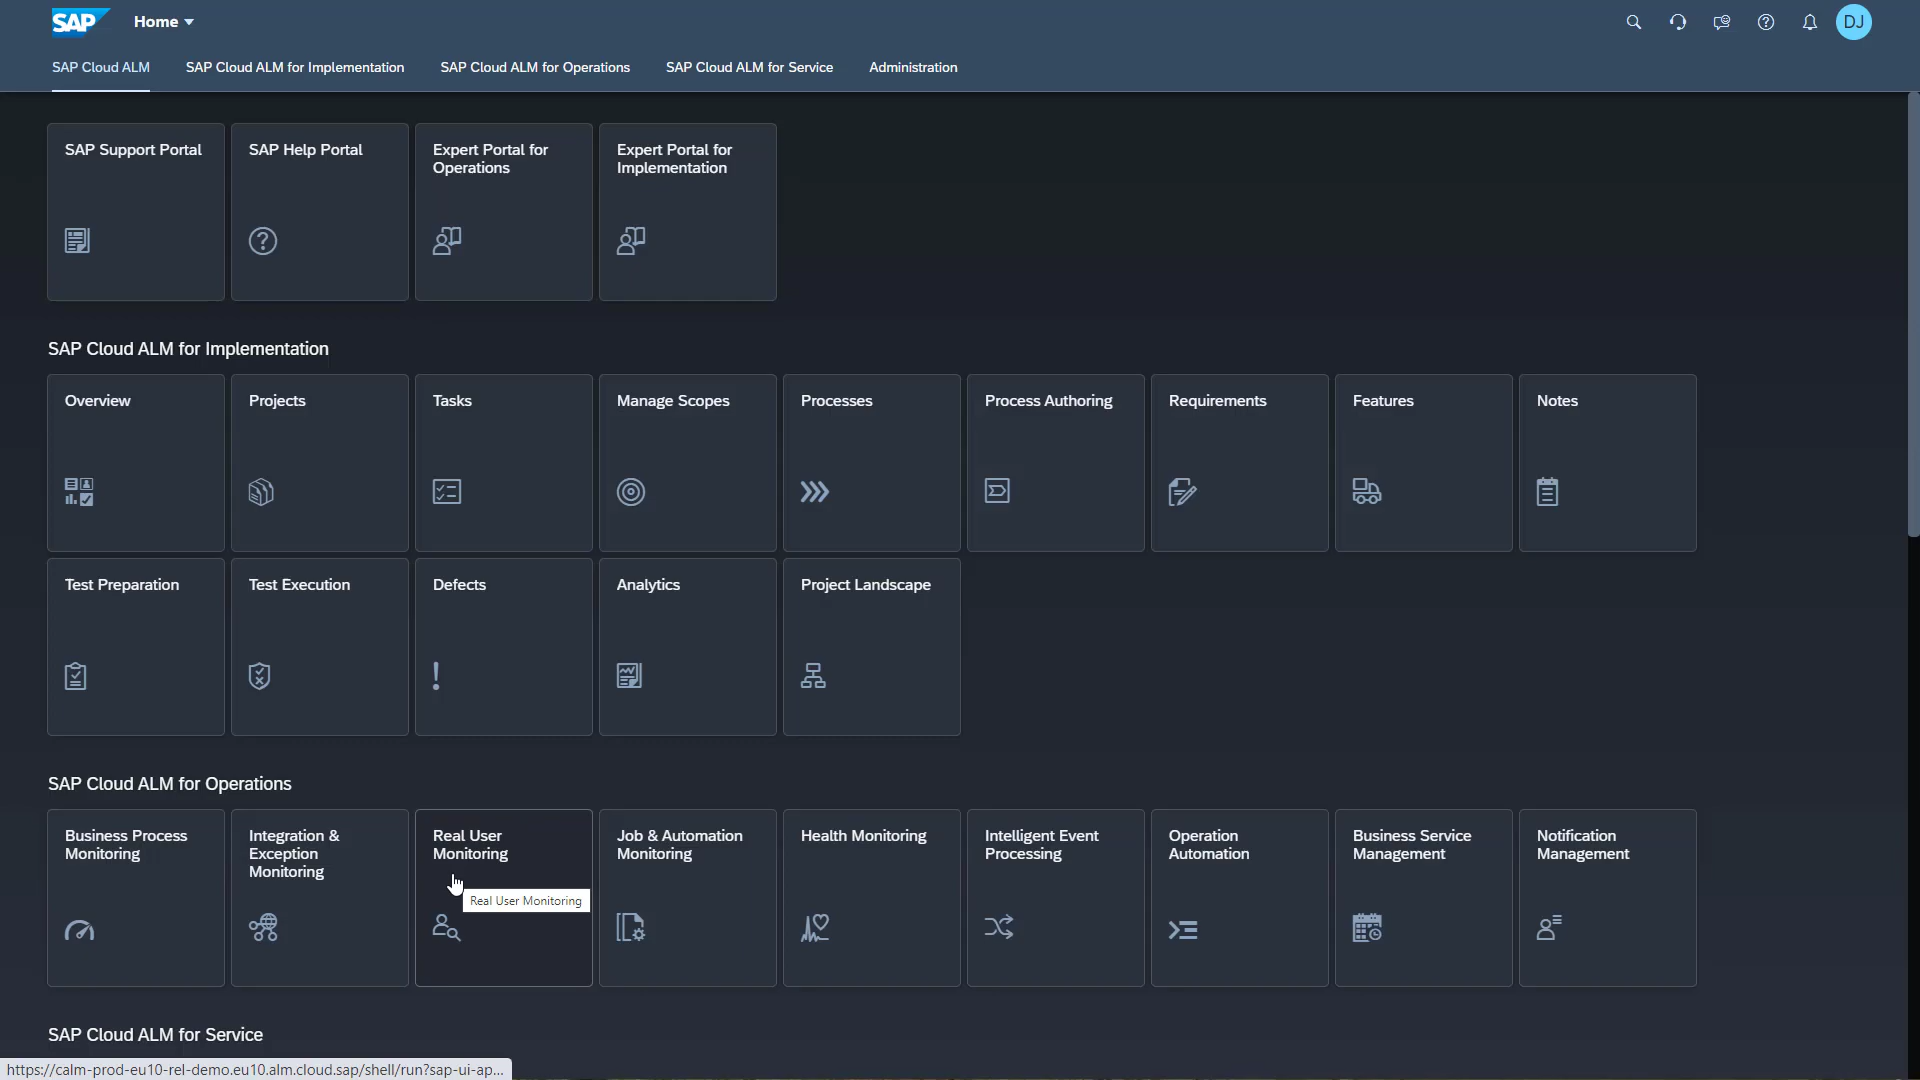 SAP Home
DJ
SAP Cloud ALM SAP Cloud ALM for Implementation SAP Cloud ALM for Operations SAP Cloud ALM for Service Administration
SAP Support Portal
SAP Help Portal
Expert Portal for
Operations
Expert Portal for
Implementation
SAP Cloud ALM for Implementation
Overview
Projects
Tasks
Manage Scopes
Processes
Process Authoring
Requirements
Features
Notes
Test Preparation
Test Execution
Defects
Analytics
Project Landscape
SAP Cloud ALM for Operations
Business Process
Monitoring
Integration &
Exception
Monitoring
Real User
Monitoring
Real User Monitoring
Job & Automation
Monitoring
Health Monitoring
Intelligent Event
Processing
Operation
Automation
Business Service
Management
Notification
Management
SAP Cloud ALM for Service
https://calm-prod-eu10-rel-demo.eu10.alm.cloud.sap/shell/run?sap-ui-ap...